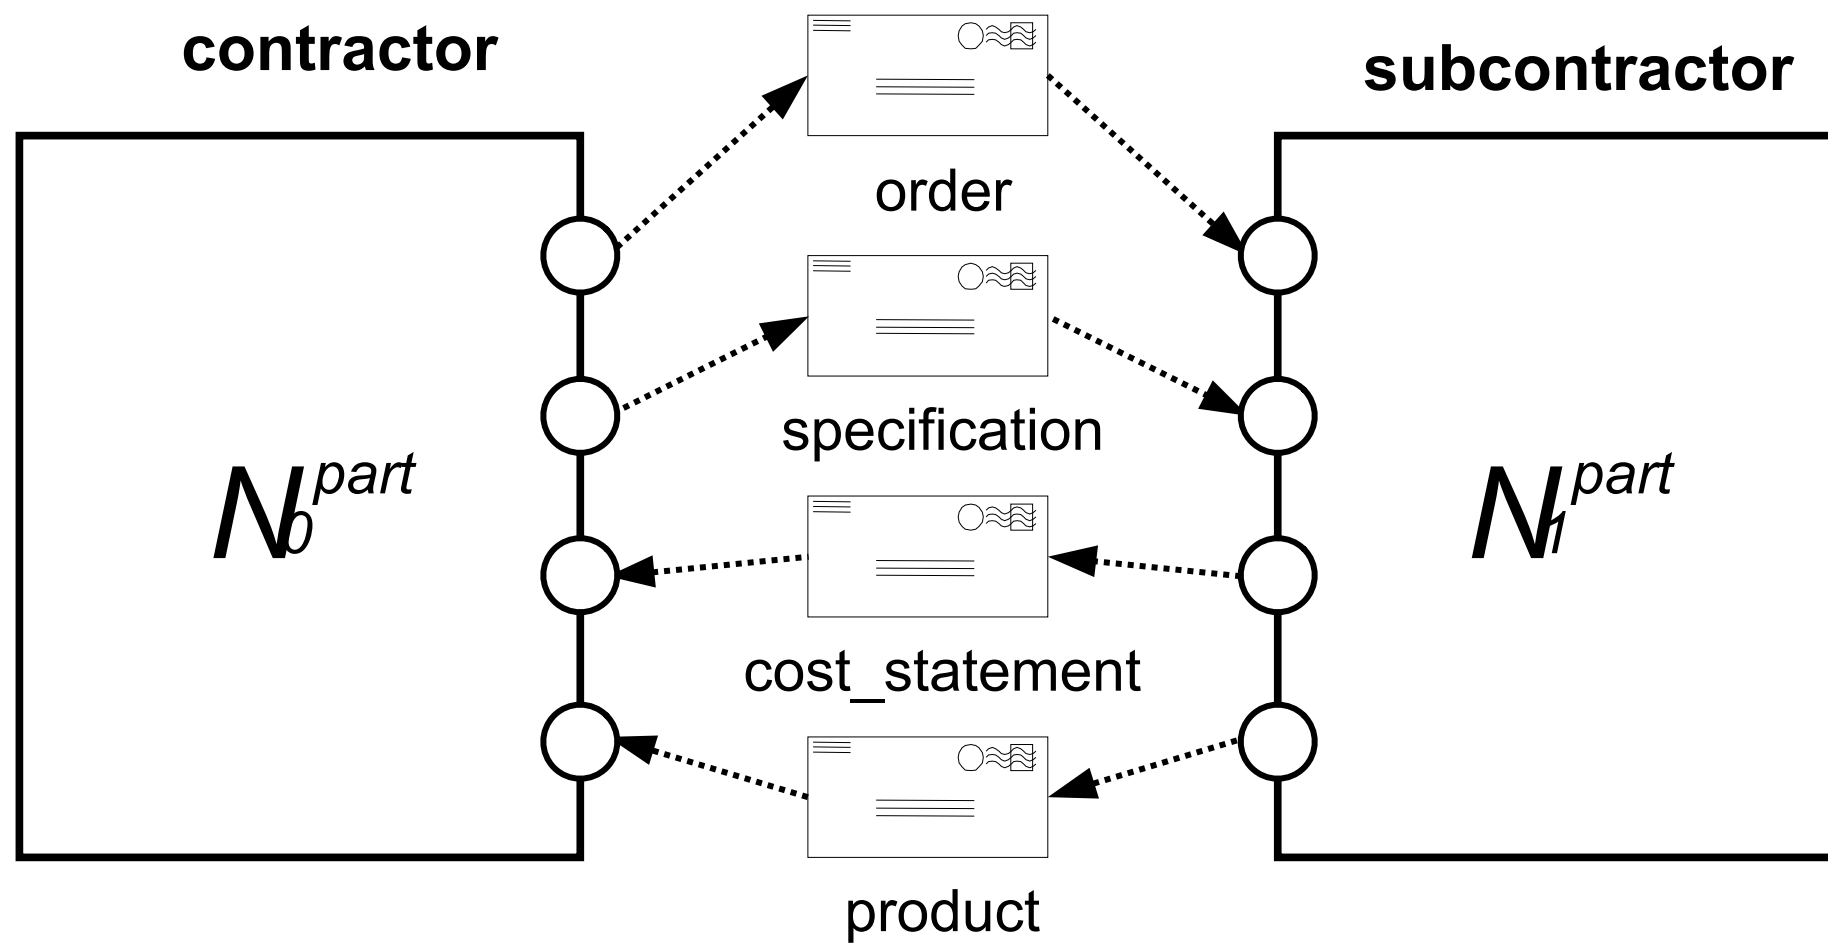 contractor
subcontractor
order
specification
N₀ᵖᵃʳᵗ
N₁ᵖᵃʳᵗ
cost_statement
product